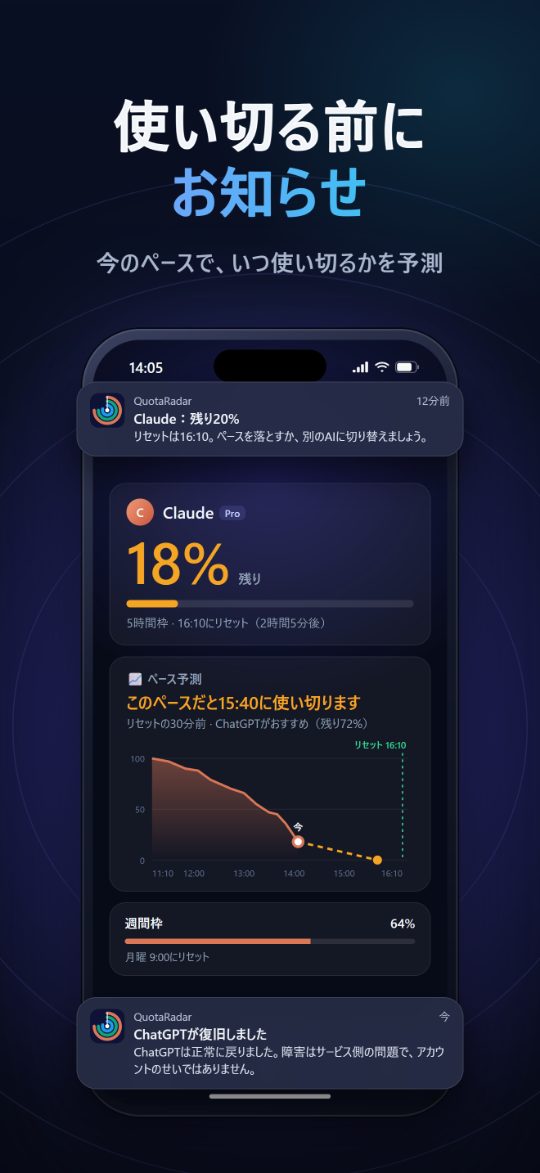 使い切る前に
お知らせ
今のペースで、いつ使い切るかを予測
14:05
QuotaRadar
12分前
Claude：残り20%
リセットは16:10。ペースを落とすか、別のAIに切り替えましょう。
C
Claude
Pro
18% 残り
5時間枠 · 16:10にリセット（2時間5分後）
ペース予測
このペースだと15:40に使い切ります
リセットの30分前 · ChatGPTがおすすめ（残り72%）
リセット 16:10
100
50
今
0
11:10 12:00 13:00 14:00 15:00 16:10
週間枠
64%
月曜 9:00にリセット
QuotaRadar
今
ChatGPTが復旧しました
ChatGPTは正常に戻りました。障害はサービス側の問題で、アカウ
ントのせいではありません。